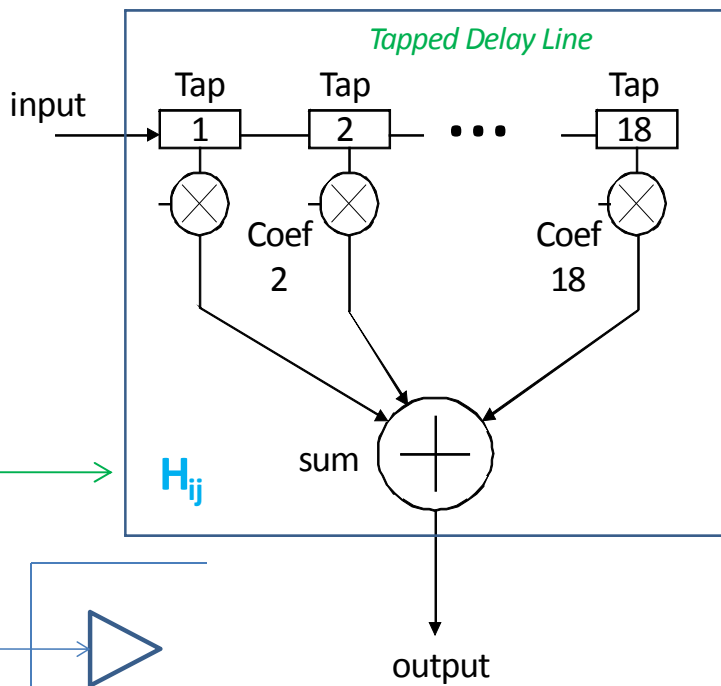 Tapped Delay Line
Tap Tap Tap
input
1 2 ••• 18
Coef Coef
2 18
sum
Hij
output